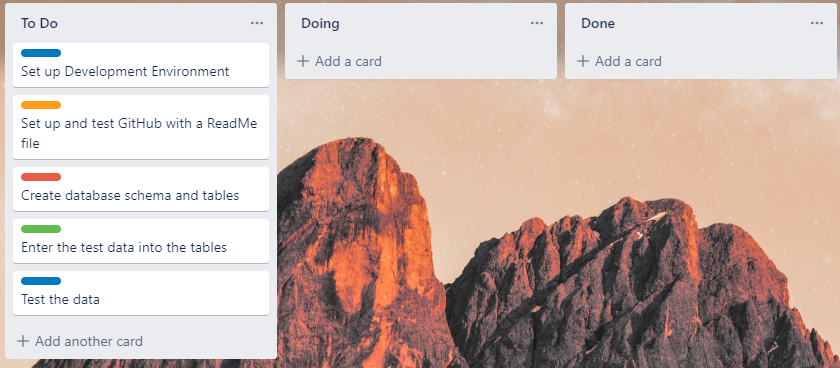 To Do
Set up Development Environment
Set up and test GitHub with a ReadMe
file
Create database schema and tables
Enter the test data into the tables
Test the data
Add another card
Doing
Add a card
Done
Add a card